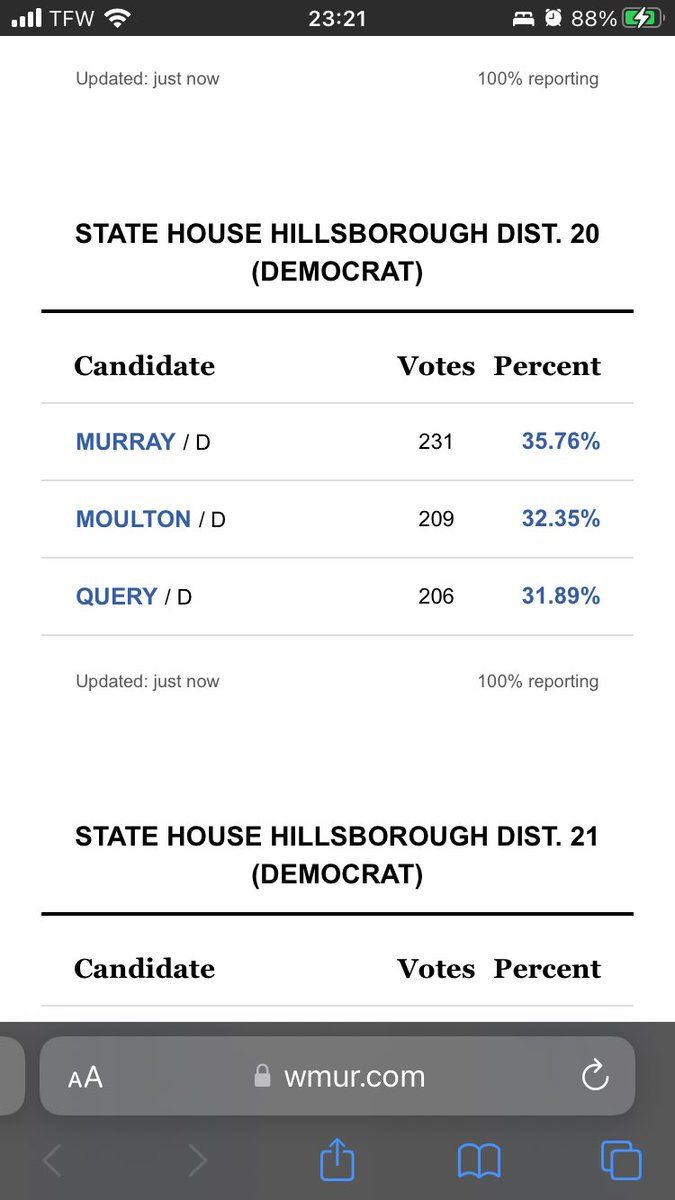 TFW 23:21 88%
Updated: just now 100% reporting
STATE HOUSE HILLSBOROUGH DIST. 20
(DEMOCRAT)
Candidate Votes Percent
MURRAY / D 231 35.76%
MOULTON / D 209 32.35%
QUERY / D 206 31.89%
Updated: just now 100% reporting
STATE HOUSE HILLSBOROUGH DIST. 21
(DEMOCRAT)
Candidate Votes Percent
AA wmur.com